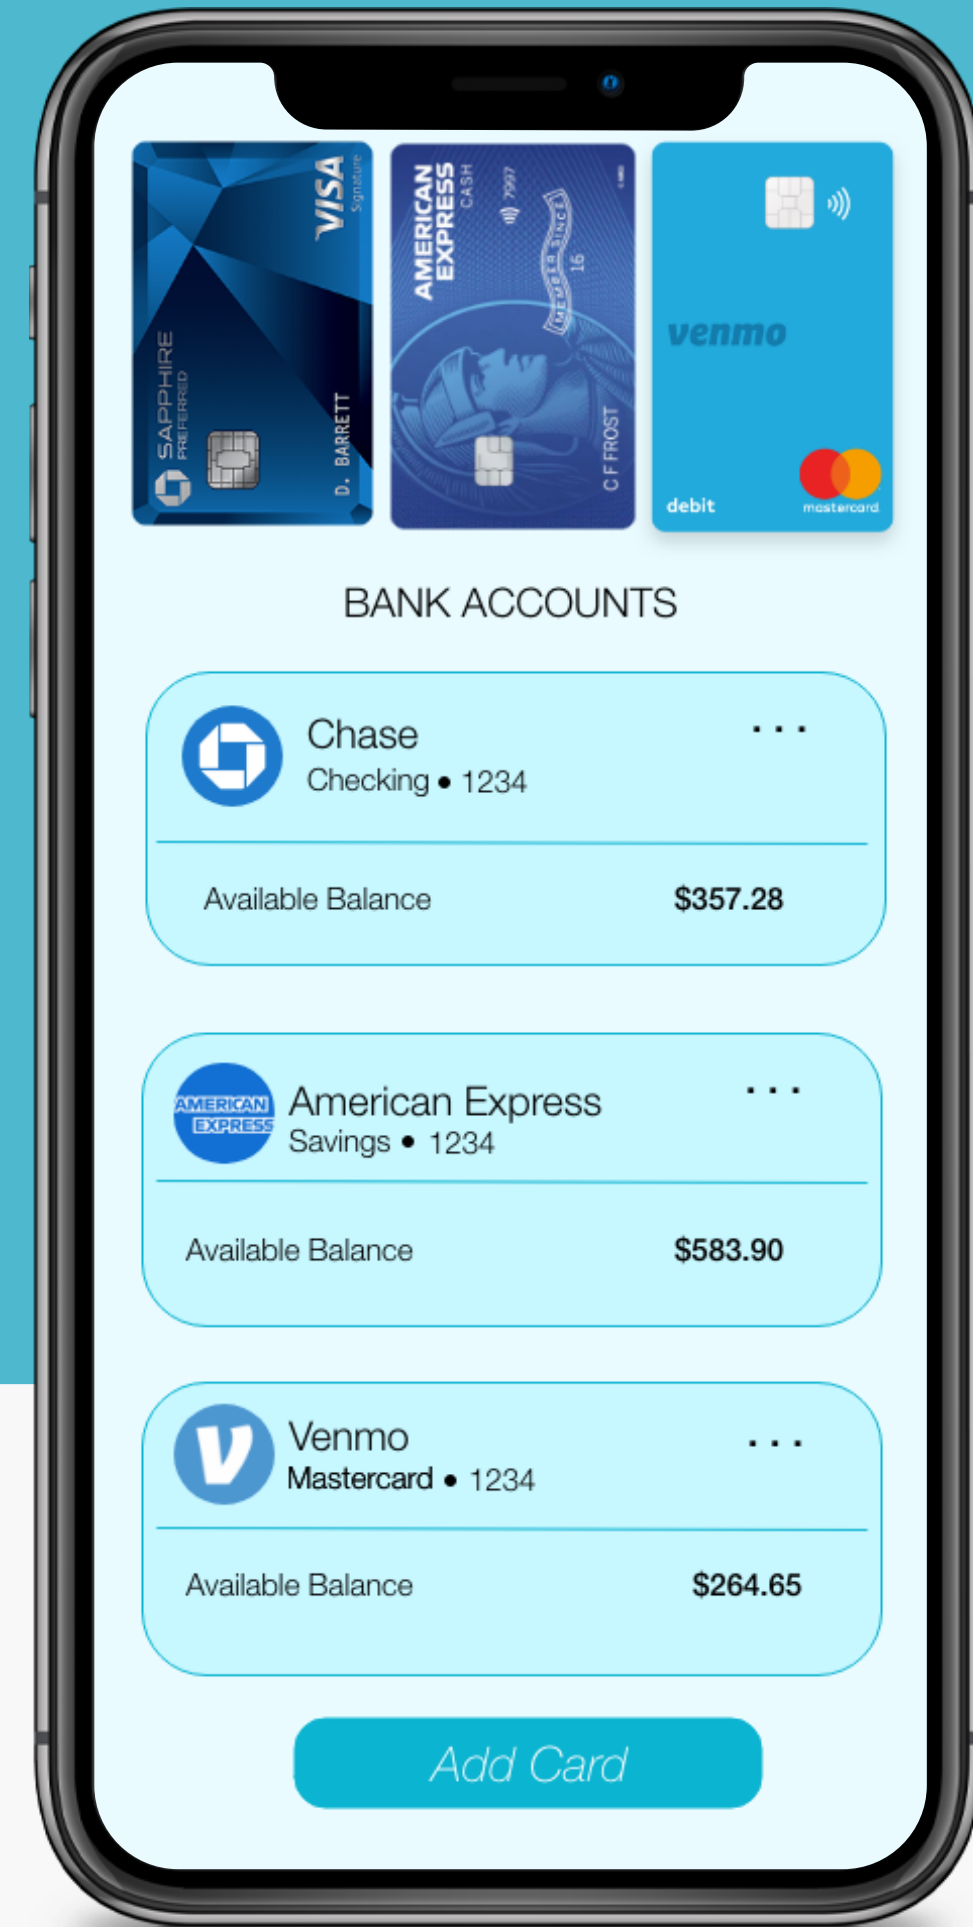 VISA
Signature
SAPPHIRE
PREFERRED
D. BARRETT
AMERICAN
EXPRESS
CASH
7997
MEMBER SINCE
16
C F FROST
venmo
debit
mastercard
BANK ACCOUNTS
Chase
...
Checking • 1234
Available Balance $357.28
AMERICAN
EXPRESS
American Express
...
Savings • 1234
Available Balance $583.90
V
Venmo
...
Mastercard • 1234
Available Balance $264.65
Add Card